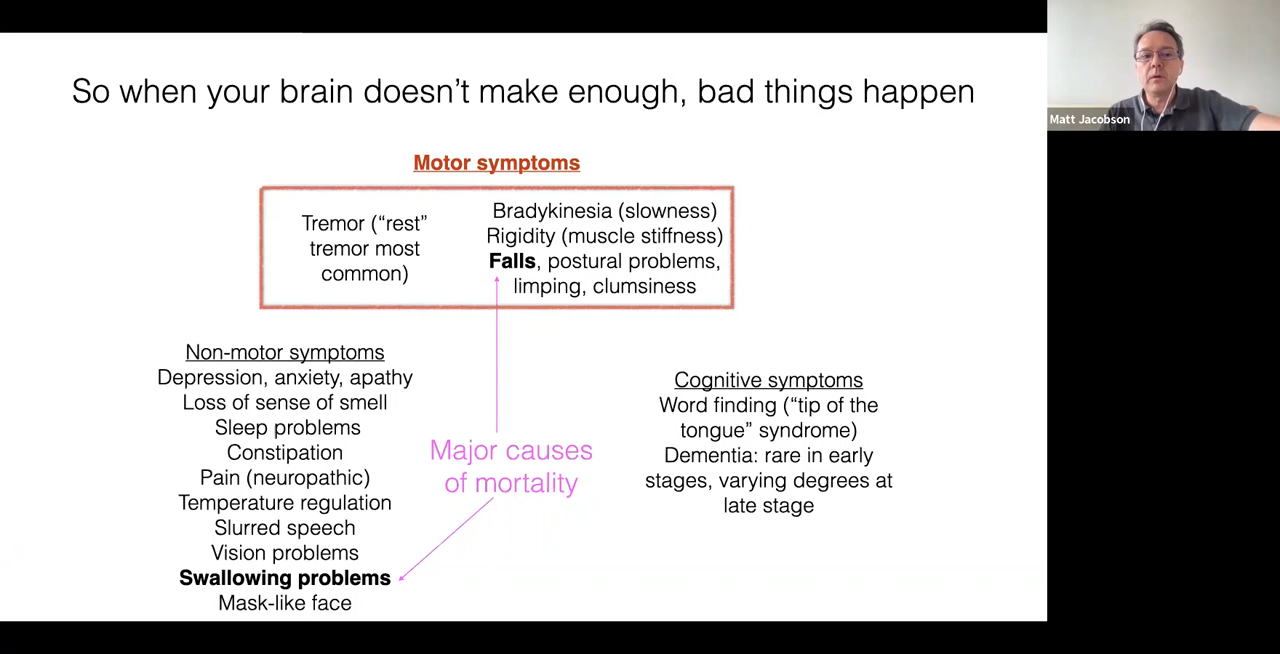 So when your brain doesn’t make enough, bad things happen
Matt Jacobson
Motor symptoms
Tremor (“rest”
tremor most
common)
Bradykinesia (slowness)
Rigidity (muscle stiffness)
Falls, postural problems,
limping, clumsiness
Non-motor symptoms
Depression, anxiety, apathy
Loss of sense of smell
Sleep problems
Constipation
Pain (neuropathic)
Temperature regulation
Slurred speech
Vision problems
Swallowing problems
Mask-like face
Major causes
of mortality
Cognitive symptoms
Word finding (“tip of the
tongue” syndrome)
Dementia: rare in early
stages, varying degrees at
late stage